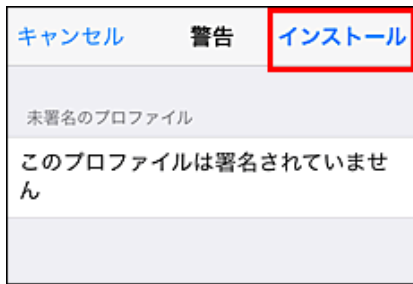 キャンセル 警告 インストール
未署名のプロファイル
このプロファイルは署名されていませ
ん